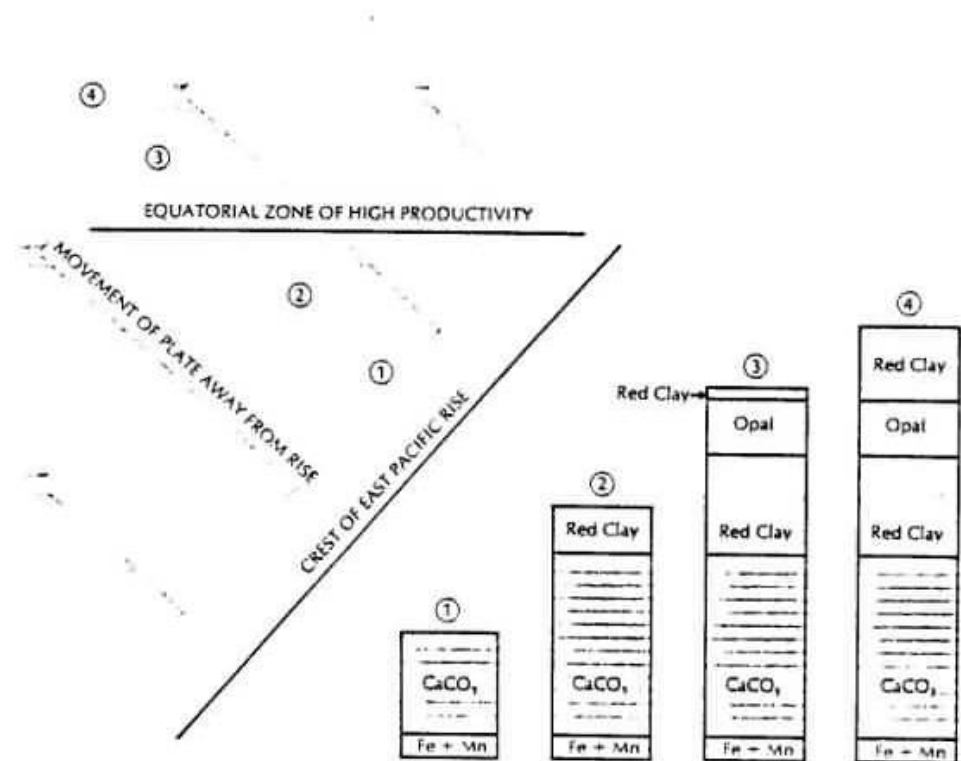 ④
③
EQUATORIAL ZONE OF HIGH PRODUCTIVITY
MOVEMENT OF PLATE AWAY FROM RISE
②
①
CREST OF EAST PACIFIC RISE
①
CaCO₃
Fe + Mn
②
Red Clay
CaCO₃
Fe + Mn
③
Red Clay
Opal
Red Clay
CaCO₃
Fe + Mn
④
Red Clay
Opal
Red Clay
CaCO₃
Fe + Mn